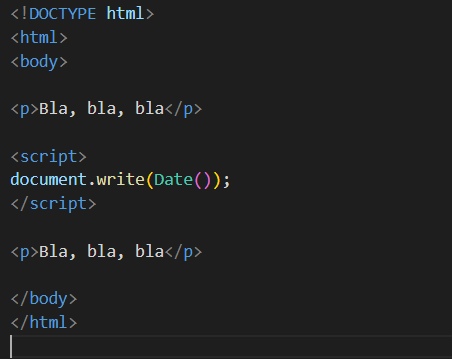 <!DOCTYPE html>
<html>
<body>
<p>Bla, bla, bla</p>
<script>
document.write(Date());
</script>
<p>Bla, bla, bla</p>
</body>
</html>